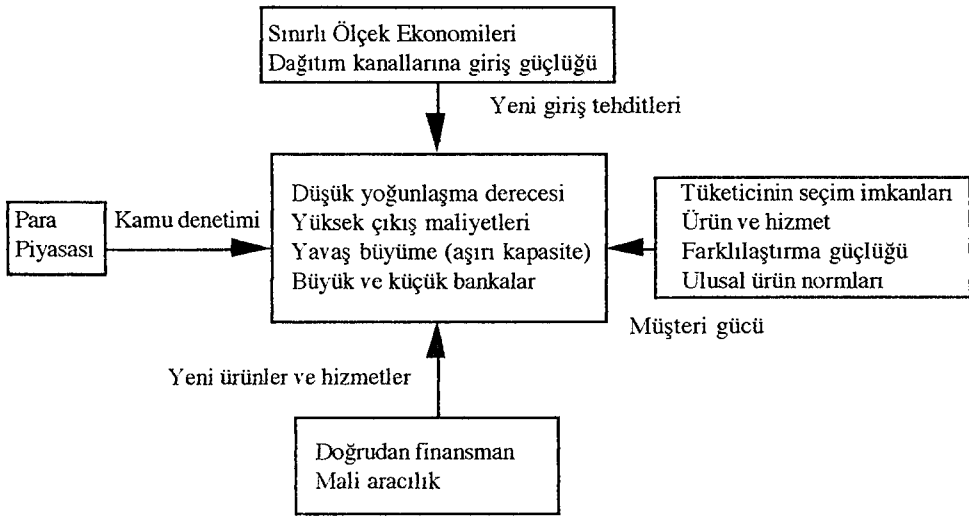 Sınırlı Ölçek Ekonomileri
Dağıtım kanallarına giriş güçlüğü
Yeni giriş tehditleri
Para
Piyasası
Kamu denetimi
Düşük yoğunlaşma derecesi
Yüksek çıkış maliyetleri
Yavaş büyüme (aşırı kapasite)
Büyük ve küçük bankalar
Tüketicinin seçim imkanları
Ürün ve hizmet
Farklılaştırma güçlüğü
Ulusal ürün normları
Müşteri gücü
Yeni ürünler ve hizmetler
Doğrudan finansman
Mali aracılık